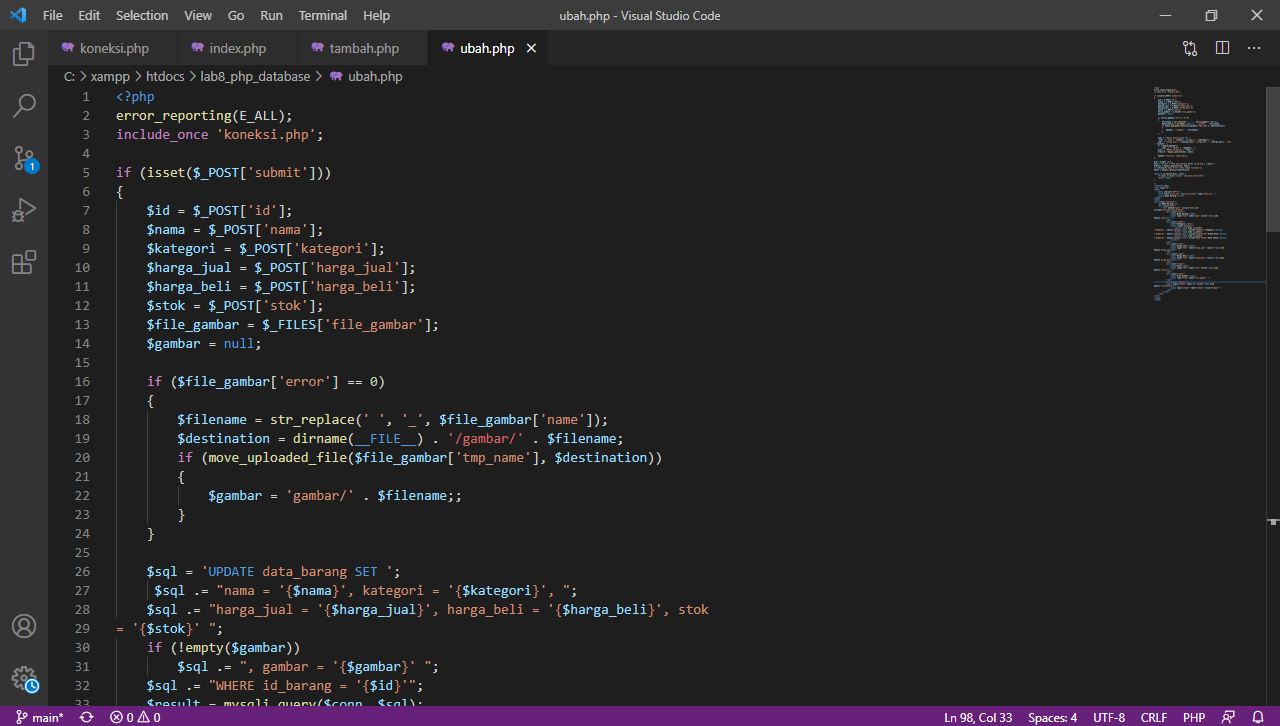 File Edit Selection View Go Run Terminal Help ubah.php - Visual Studio Code
koneksi.php index.php tambah.php ubah.php
C: > xampp > htdocs > lab8_php_database > ubah.php
1 <?php
2 error_reporting(E_ALL);
3 include_once 'koneksi.php';
4
5 if (isset($_POST['submit']))
6 {
7 $id = $_POST['id'];
8 $nama = $_POST['nama'];
9 $kategori = $_POST['kategori'];
10 $harga_jual = $_POST['harga_jual'];
11 $harga_beli = $_POST['harga_beli'];
12 $stok = $_POST['stok'];
13 $file_gambar = $_FILES['file_gambar'];
14 $gambar = null;
15
16 if ($file_gambar['error'] == 0)
17 {
18 $filename = str_replace(' ', '_', $file_gambar['name']);
19 $destination = dirname(__FILE__) . '/gambar/' . $filename;
20 if (move_uploaded_file($file_gambar['tmp_name'], $destination))
21 {
22 $gambar = 'gambar/' . $filename;;
23 }
24 }
25
26 $sql = 'UPDATE data_barang SET ';
27 $sql .= "nama = '{$nama}', kategori = '{$kategori}', ";
28 $sql .= "harga_jual = '{$harga_jual}', harga_beli = '{$harga_beli}', stok
29 = '{$stok}' ";
30 if (!empty($gambar))
31 $sql .= ", gambar = '{$gambar}' ";
32 $sql .= "WHERE id_barang = '{$id}'";
33 $result = mysqli_query($conn, $sql);
1
main* 0 0 Ln 98, Col 33 Spaces: 4 UTF-8 CRLF PHP